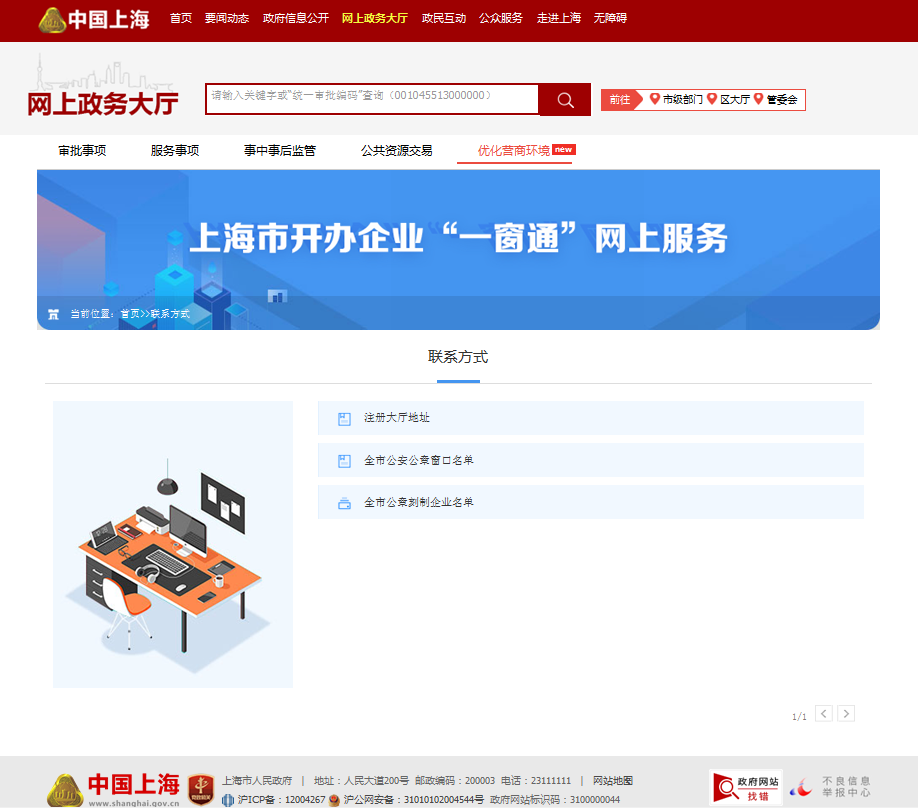 中国上海 首页 要闻动态 政府信息公开 网上政务大厅 政民互动 公众服务 走进上海 无障碍
网上政务大厅
请输入关键字或"统一审批编码"查询（001045513000000）
前往 市级部门 区大厅 管委会
审批事项 服务事项 事中事后监管 公共资源交易 优化营商环境 new
上海市开办企业“一窗通”网上服务
当前位置：首页>>联系方式
联系方式
注册大厅地址
全市公安公章窗口名单
全市公章刻制企业名单
1/1
中国上海
www.shanghai.gov.cn
上海市人民政府 | 地址：人民大道200号 邮政编码：200003 电话：23111111 | 网站地图
沪ICP备：12004267 沪公网安备：31010102004544号 政府网站标识码：3100000044
政府网站
找错
不良信息
举报中心